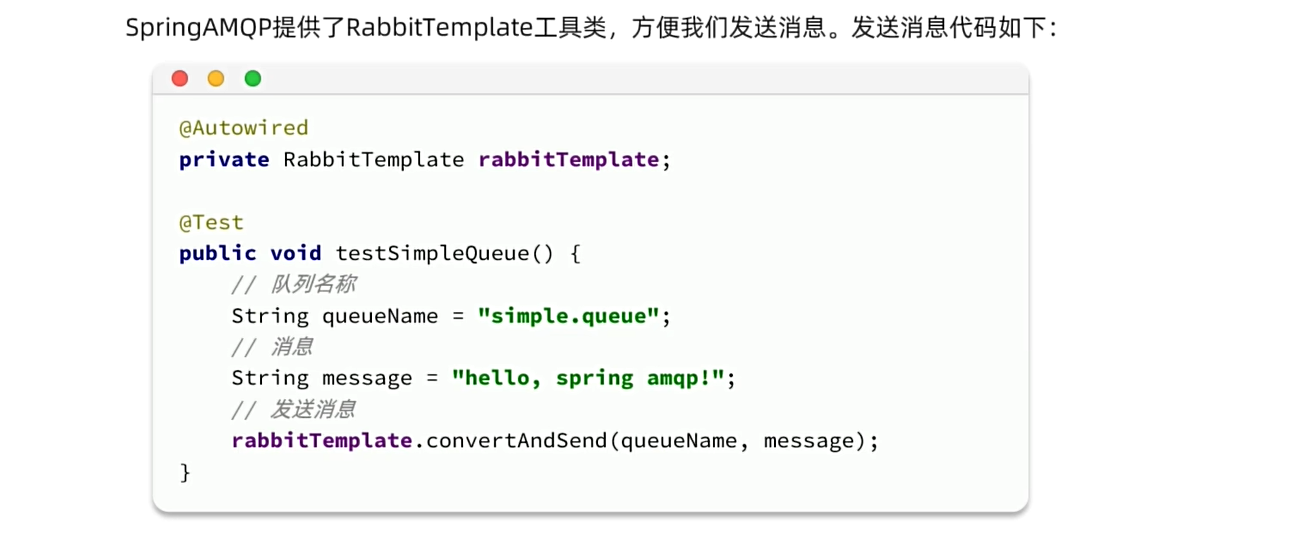 SpringAMQP提供了RabbitTemplate工具类，方便我们发送消息。发送消息代码如下：
@Autowired
private RabbitTemplate rabbitTemplate;
@Test
public void testSimpleQueue() {
// 队列名称
String queueName = "simple.queue";
// 消息
String message = "hello, spring amqp!";
// 发送消息
rabbitTemplate.convertAndSend(queueName, message);
}